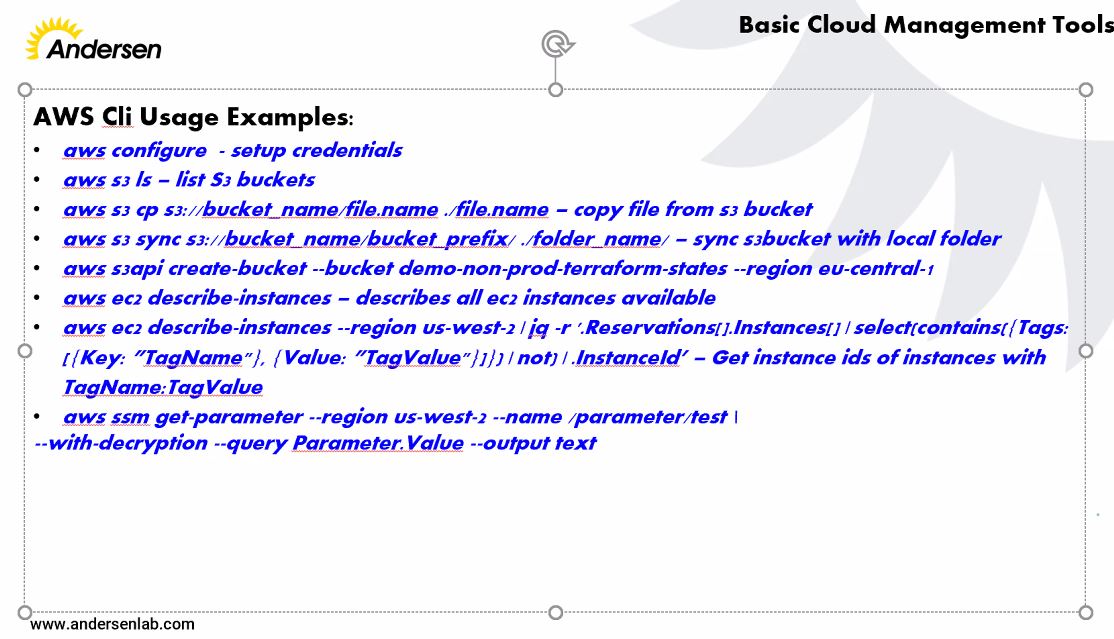 Andersen
Basic Cloud Management Tools
AWS Cli Usage Examples:
• aws configure - setup credentials
• aws s3 ls – list S3 buckets
• aws s3 cp s3://bucket_name/file.name ./file.name – copy file from s3 bucket
• aws s3 sync s3://bucket_name/bucket_prefix/ ./folder_name/ – sync s3bucket with local folder
• aws s3api create-bucket --bucket demo-non-prod-terraform-states --region eu-central-1
• aws ec2 describe-instances – describes all ec2 instances available
• aws ec2 describe-instances --region us-west-2 | jq -r '.Reservations[].Instances[] | select(contains({Tags:
[{Key: "TagName"}, {Value: "TagValue"}]}) | not) | .InstanceId' – Get instance ids of instances with
TagName:TagValue
• aws ssm get-parameter --region us-west-2 --name /parameter/test \
--with-decryption --query Parameter.Value --output text
www.andersenlab.com